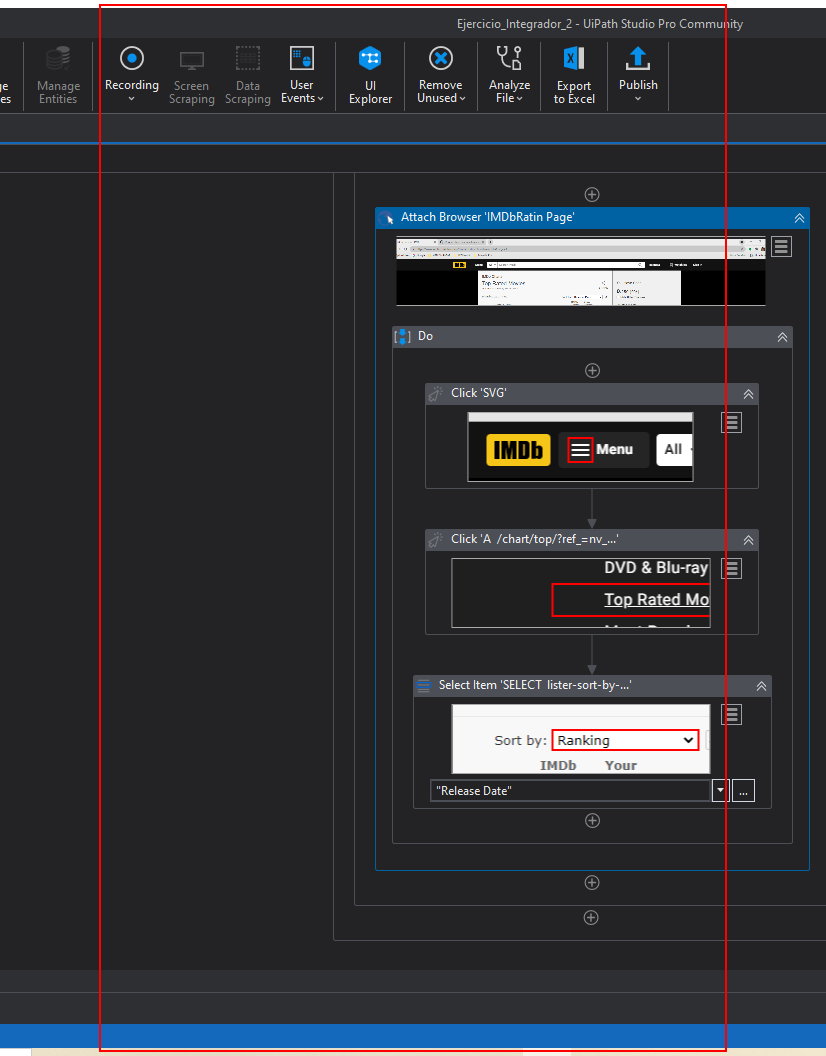 Ejercicio_Integrador_2 - UiPath Studio Pro Community
Manage
Entities
Recording
Screen
Scraping
Data
Scraping
User
Events
UI
Explorer
Remove
Unused
Analyze
File
Export
to Excel
Publish
Attach Browser 'IMDbRatin Page'
Top Rated Movies
Do
Click 'SVG'
IMDb
Menu
All
Click 'A /chart/top/?ref_=nv_...'
DVD & Blu-ray
Top Rated Mo
Select Item 'SELECT lister-sort-by-...'
Sort by: Ranking
IMDb Your
"Release Date"
...